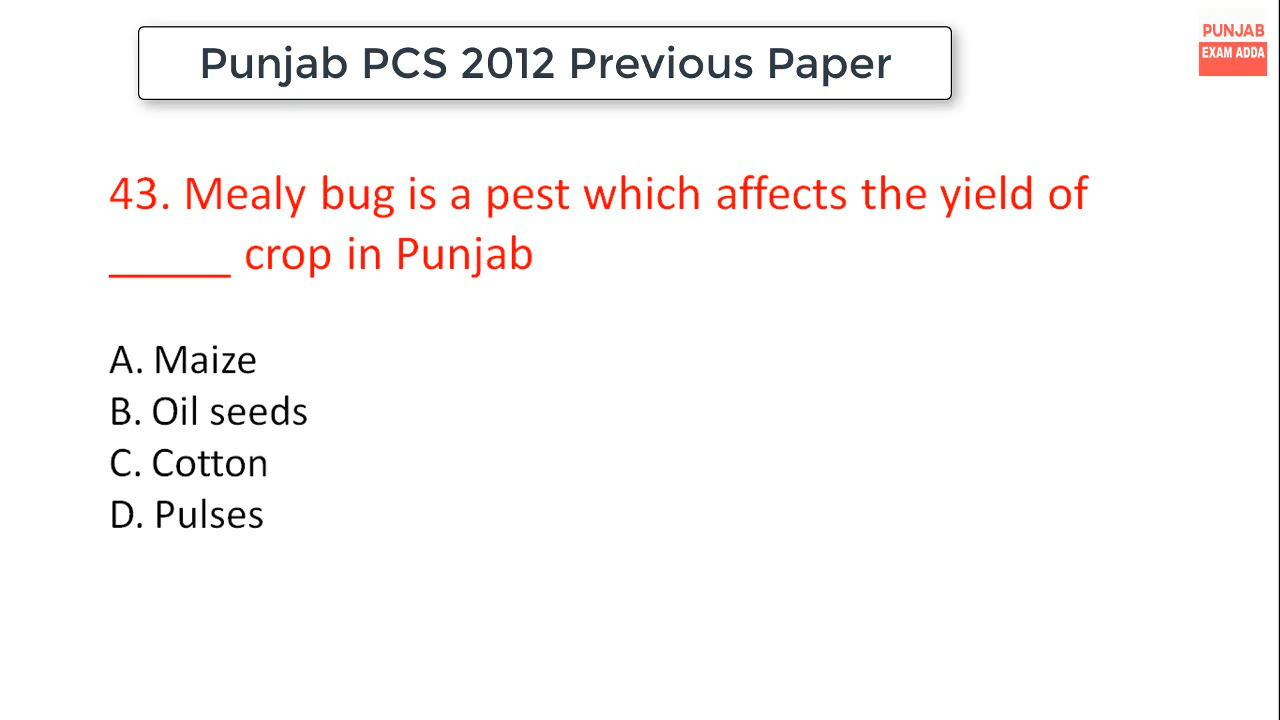 Punjab PCS 2012 Previous Paper
PUNJAB
EXAM ADDA
43. Mealy bug is a pest which affects the yield of
_____ crop in Punjab
A. Maize
B. Oil seeds
C. Cotton
D. Pulses